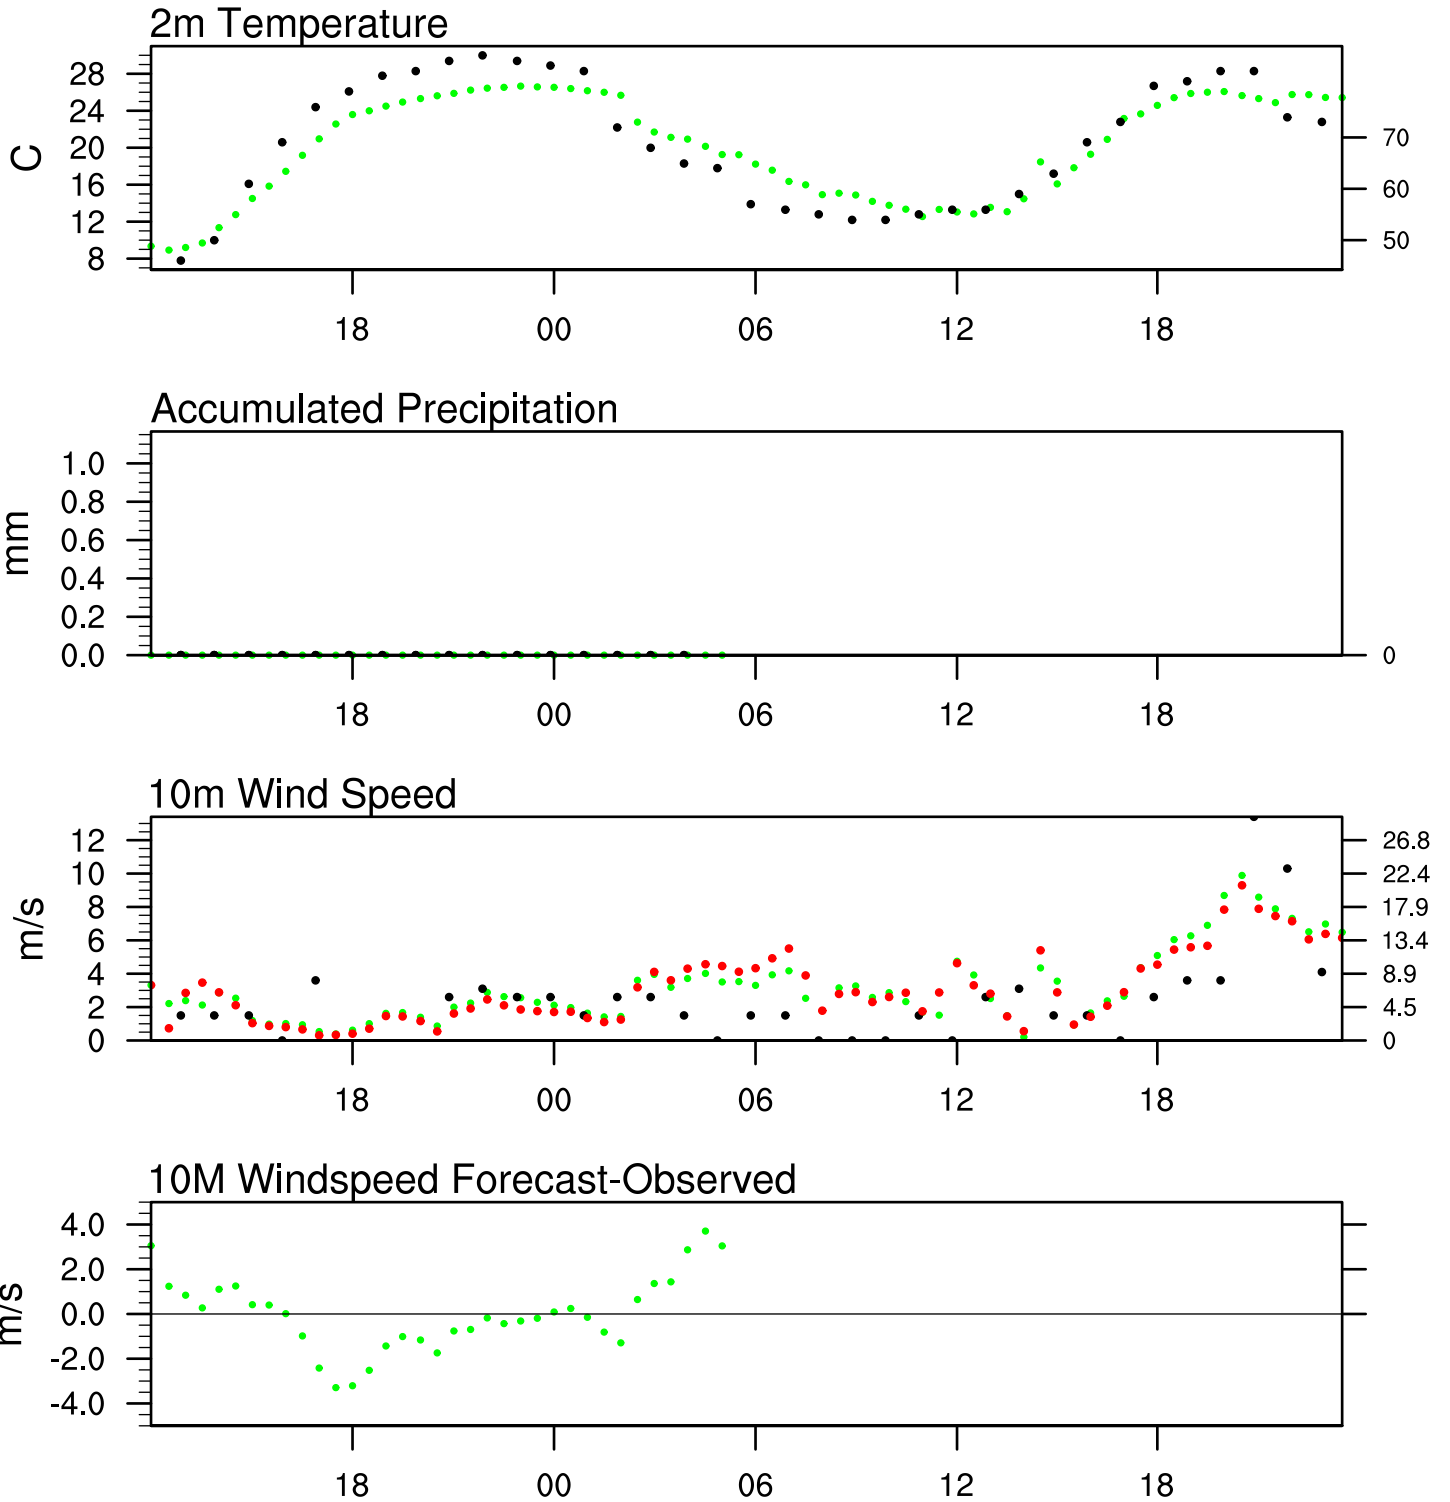 2m Temperature
28
24
20
16
12
8
C
70
60
50
18 00 06 12 18
Accumulated Precipitation
1.0
0.8
0.6
0.4
0.2
0.0
mm
0
18 00 06 12 18
10m Wind Speed
12
10
8
6
4
2
0
m/s
26.8
22.4
17.9
13.4
8.9
4.5
0
18 00 06 12 18
10M Windspeed Forecast-Observed
4.0
2.0
0.0
-2.0
-4.0
m/s
18 00 06 12 18